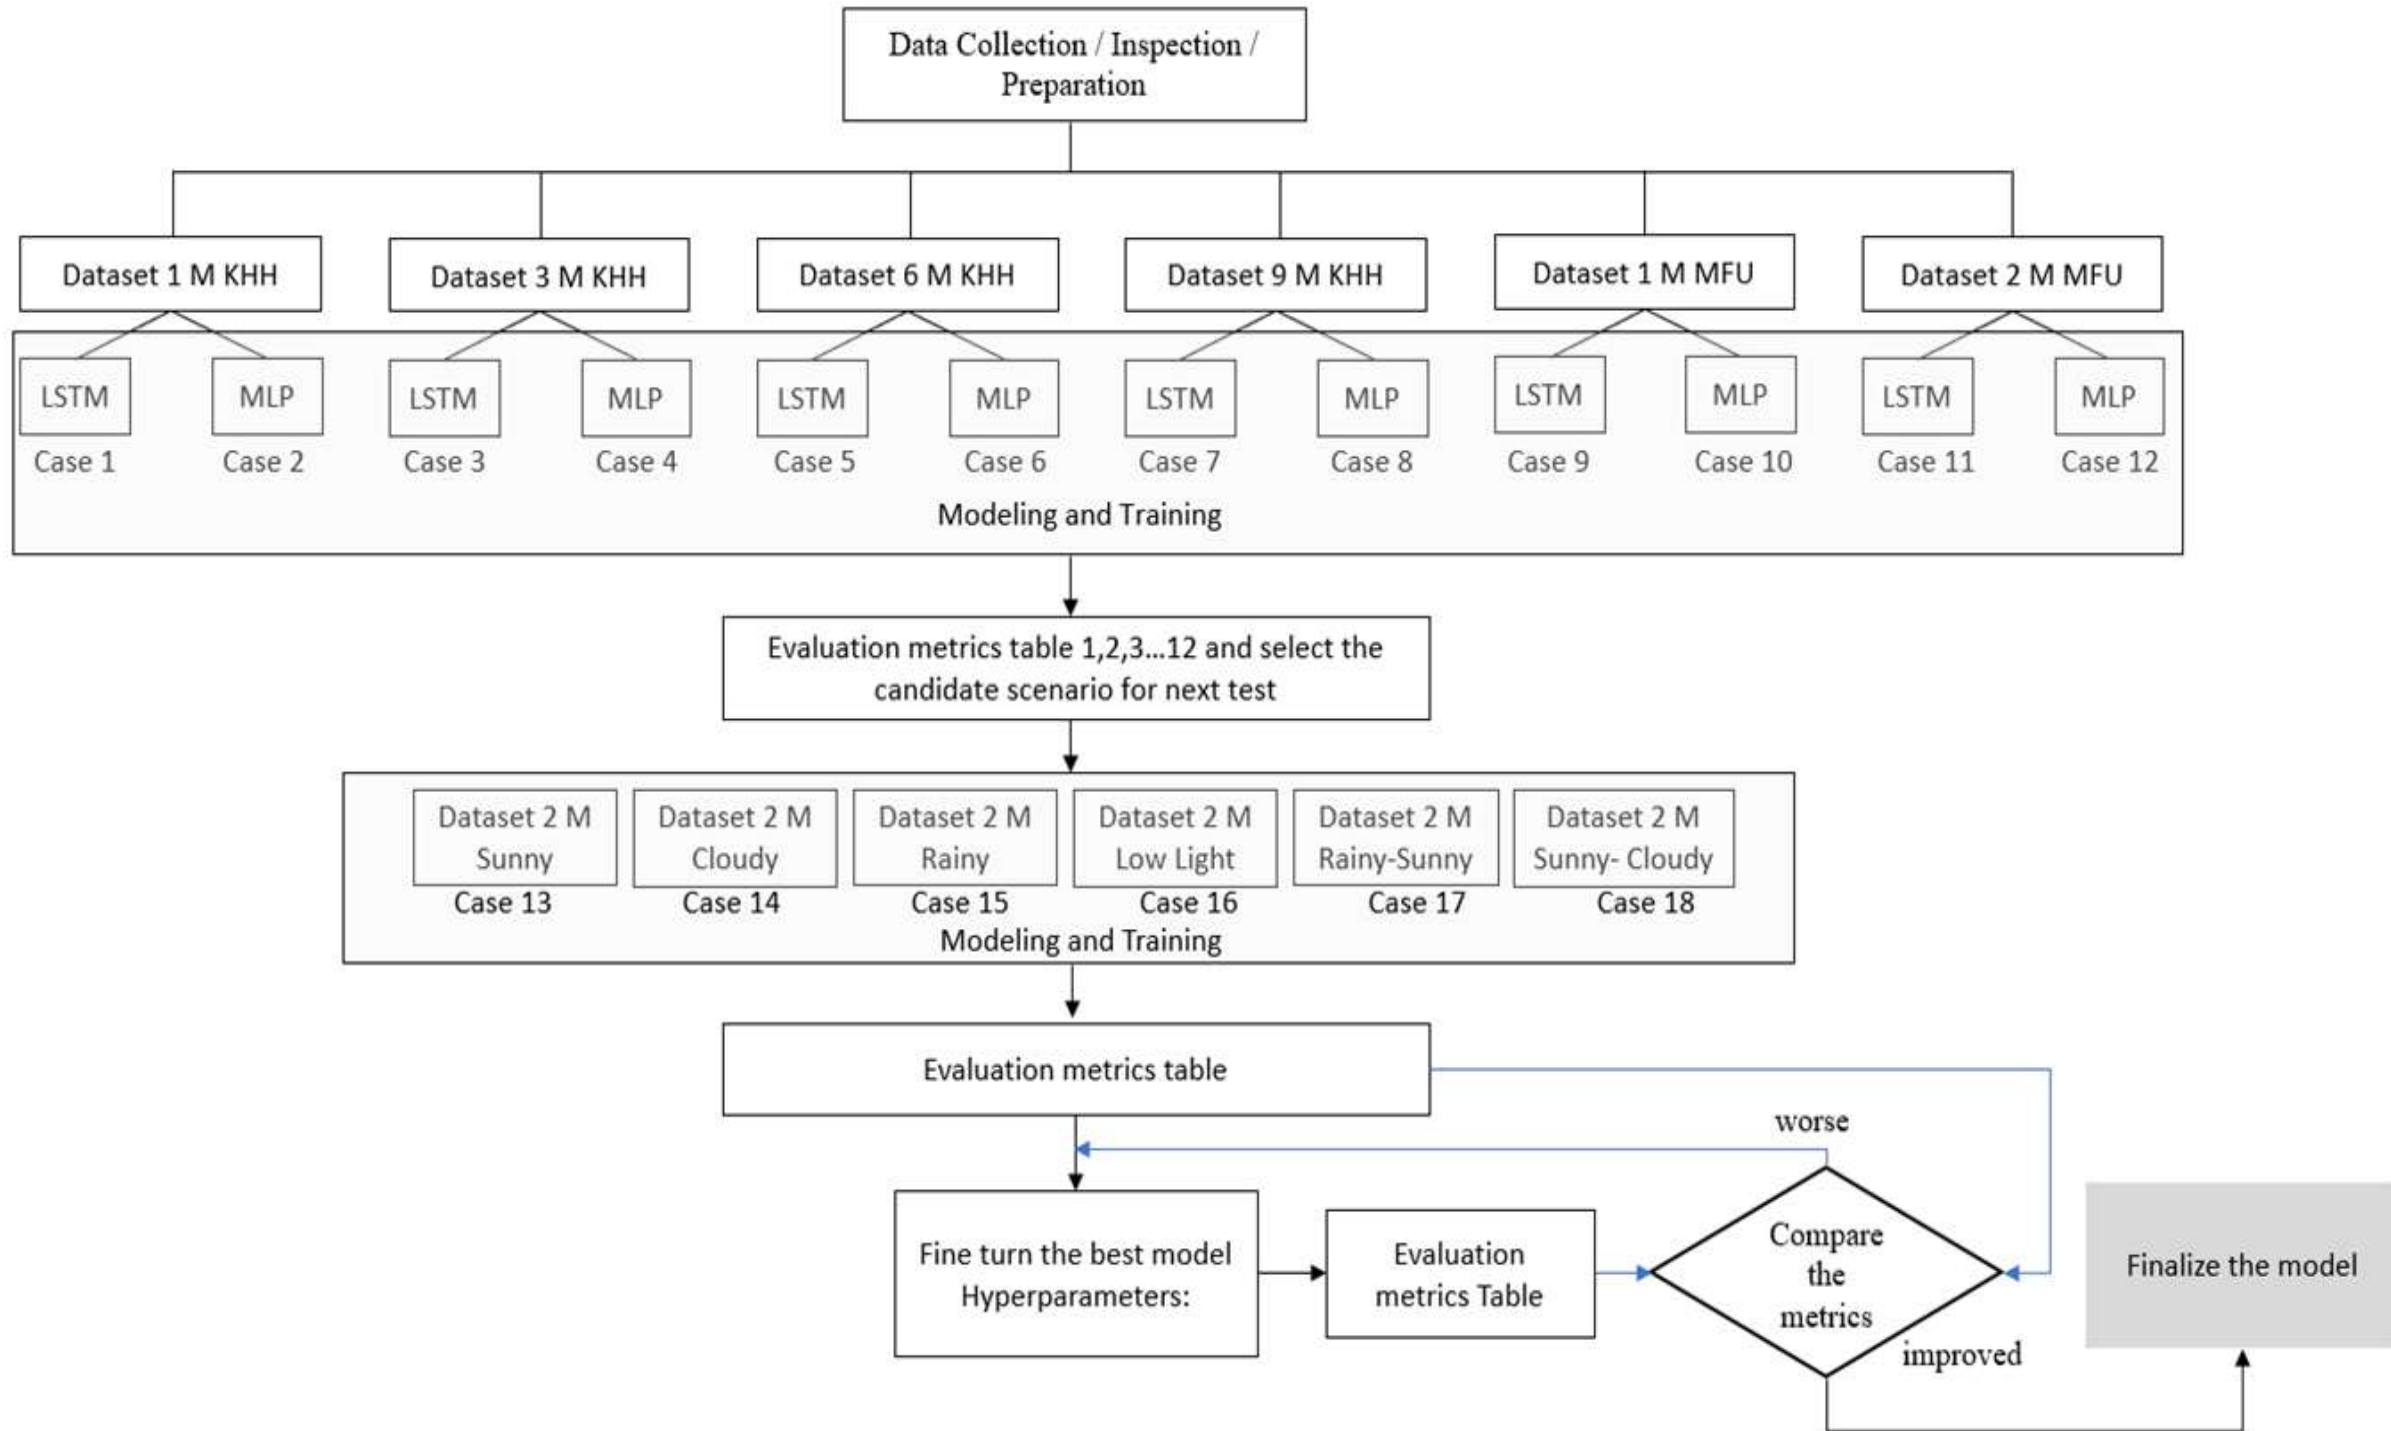 Data Collection / Inspection /
Preparation
Dataset 1 M KHH
Dataset 3 M KHH
Dataset 6 M KHH
Dataset 9 M KHH
Dataset 1 M MFU
Dataset 2 M MFU
LSTM
MLP
LSTM
MLP
LSTM
MLP
LSTM
MLP
LSTM
MLP
LSTM
MLP
Case 1
Case 2
Case 3
Case 4
Case 5
Case 6
Case 7
Case 8
Case 9
Case 10
Case 11
Case 12
Modeling and Training
Evaluation metrics table 1,2,3...12 and select the
candidate scenario for next test
Dataset 2 M
Sunny
Dataset 2 M
Cloudy
Dataset 2 M
Rainy
Dataset 2 M
Low Light
Dataset 2 M
Rainy-Sunny
Dataset 2 M
Sunny- Cloudy
Case 13
Case 14
Case 15
Case 16
Case 17
Case 18
Modeling and Training
Evaluation metrics table
worse
Fine turn the best model
Hyperparameters:
Evaluation
metrics Table
Compare
the
metrics
improved
Finalize the model